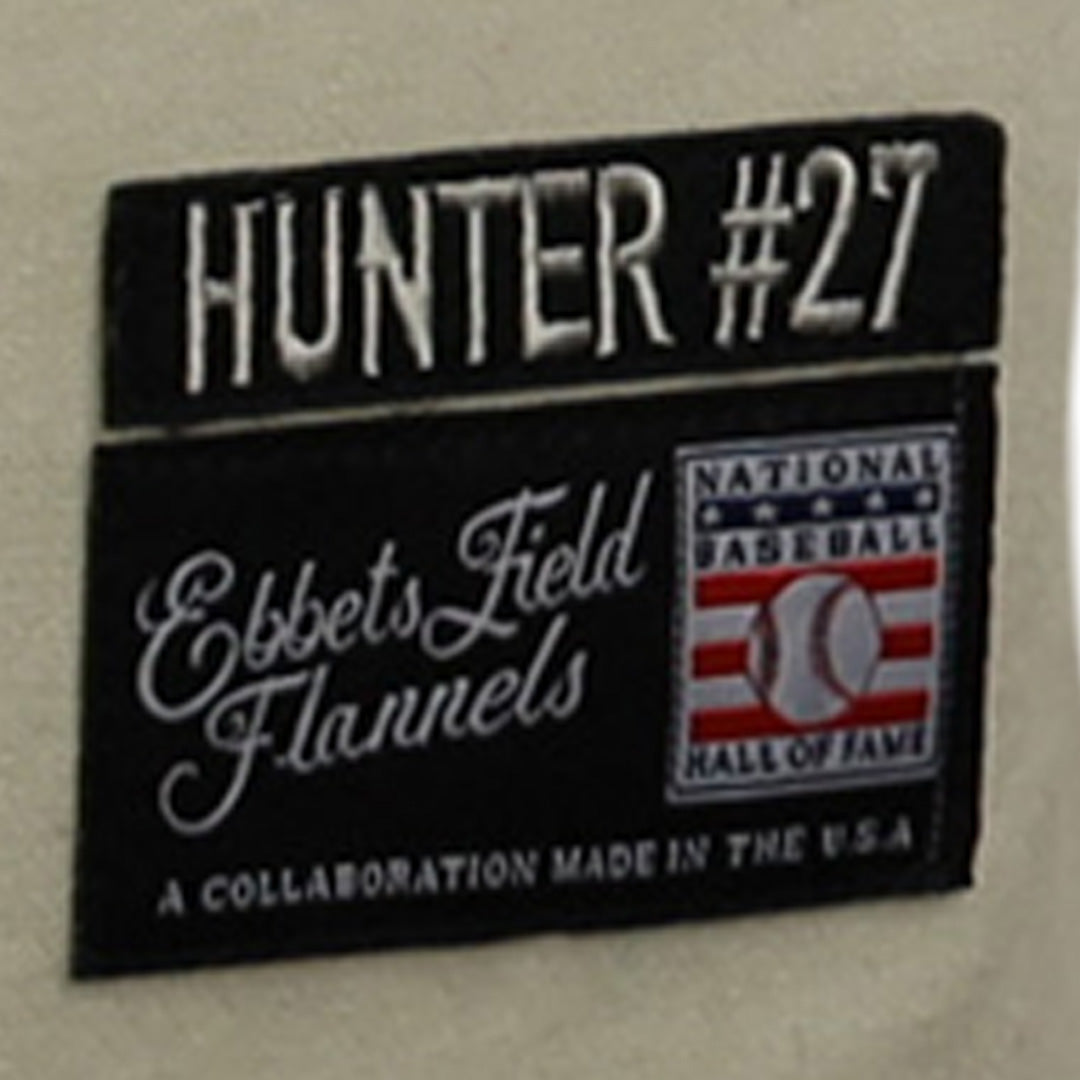 HUNTER #27
Ebbets Field
Flannels
NATIONAL
BASEBALL
HALL OF FAME
A COLLABORATION MADE IN THE U.S.A